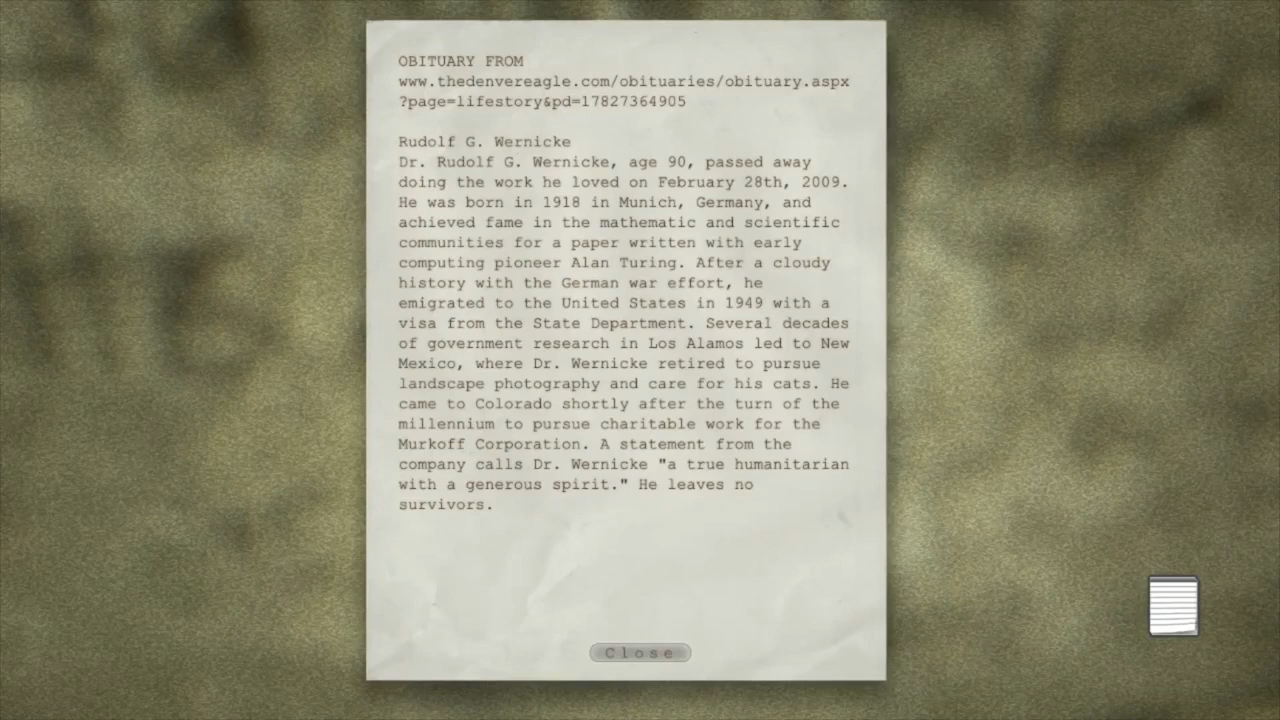 OBITUARY FROM
www.thedenvereagle.com/obituaries/obituary.aspx
?page=lifestory&pd=17827364905
Rudolf G. Wernicke
Dr. Rudolf G. Wernicke, age 90, passed away
doing the work he loved on February 28th, 2009.
He was born in 1918 in Munich, Germany, and
achieved fame in the mathematic and scientific
communities for a paper written with early
computing pioneer Alan Turing. After a cloudy
history with the German war effort, he
emigrated to the United States in 1949 with a
visa from the State Department. Several decades
of government research in Los Alamos led to New
Mexico, where Dr. Wernicke retired to pursue
landscape photography and care for his cats. He
came to Colorado shortly after the turn of the
millennium to pursue charitable work for the
Murkoff Corporation. A statement from the
company calls Dr. Wernicke "a true humanitarian
with a generous spirit." He leaves no
survivors.
Close